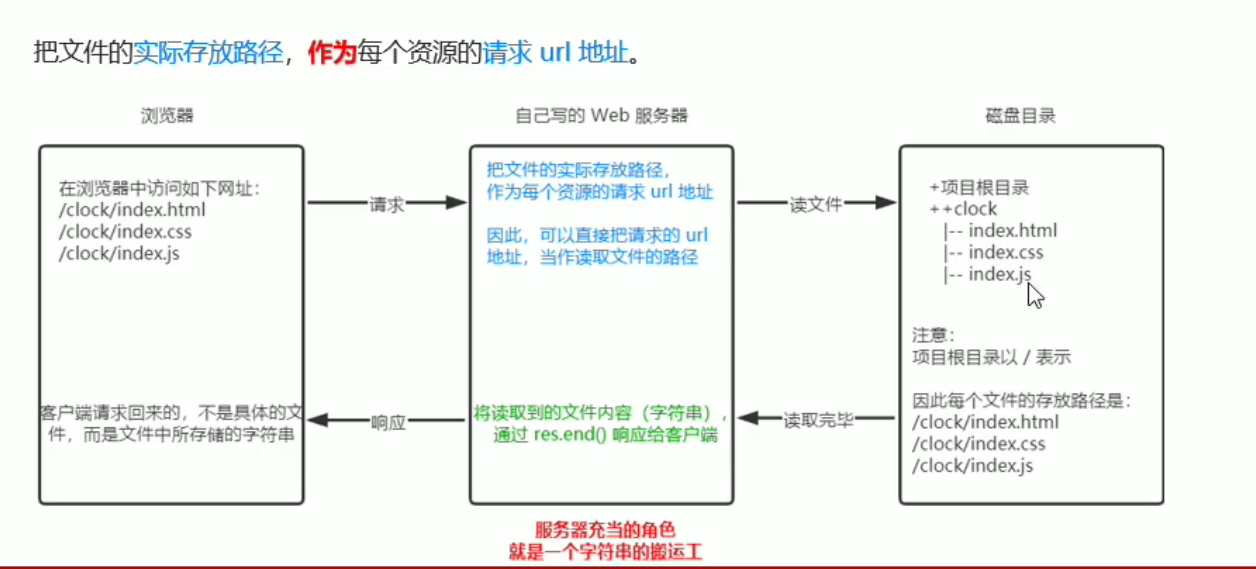 把文件的实际存放路径，作为每个资源的请求 url 地址。
浏览器
在浏览器中访问如下网址：
/clock/index.html
/clock/index.css
/clock/index.js
客户端请求回来的，不是具体的文
件，而是文件中所存储的字符串
请求
响应
自己写的 Web 服务器
把文件的实际存放路径，
作为每个资源的请求 url 地址
因此，可以直接把请求的 url
地址，当作读取文件的路径
将读取到的文件内容（字符串），
通过 res.end() 响应给客户端
服务器充当的角色
就是一个字符串的搬运工
读文件
读取完毕
磁盘目录
+项目根目录
++clock
|-- index.html
|-- index.css
|-- index.js
注意：
项目根目录以 / 表示
因此每个文件的存放路径是：
/clock/index.html
/clock/index.css
/clock/index.js